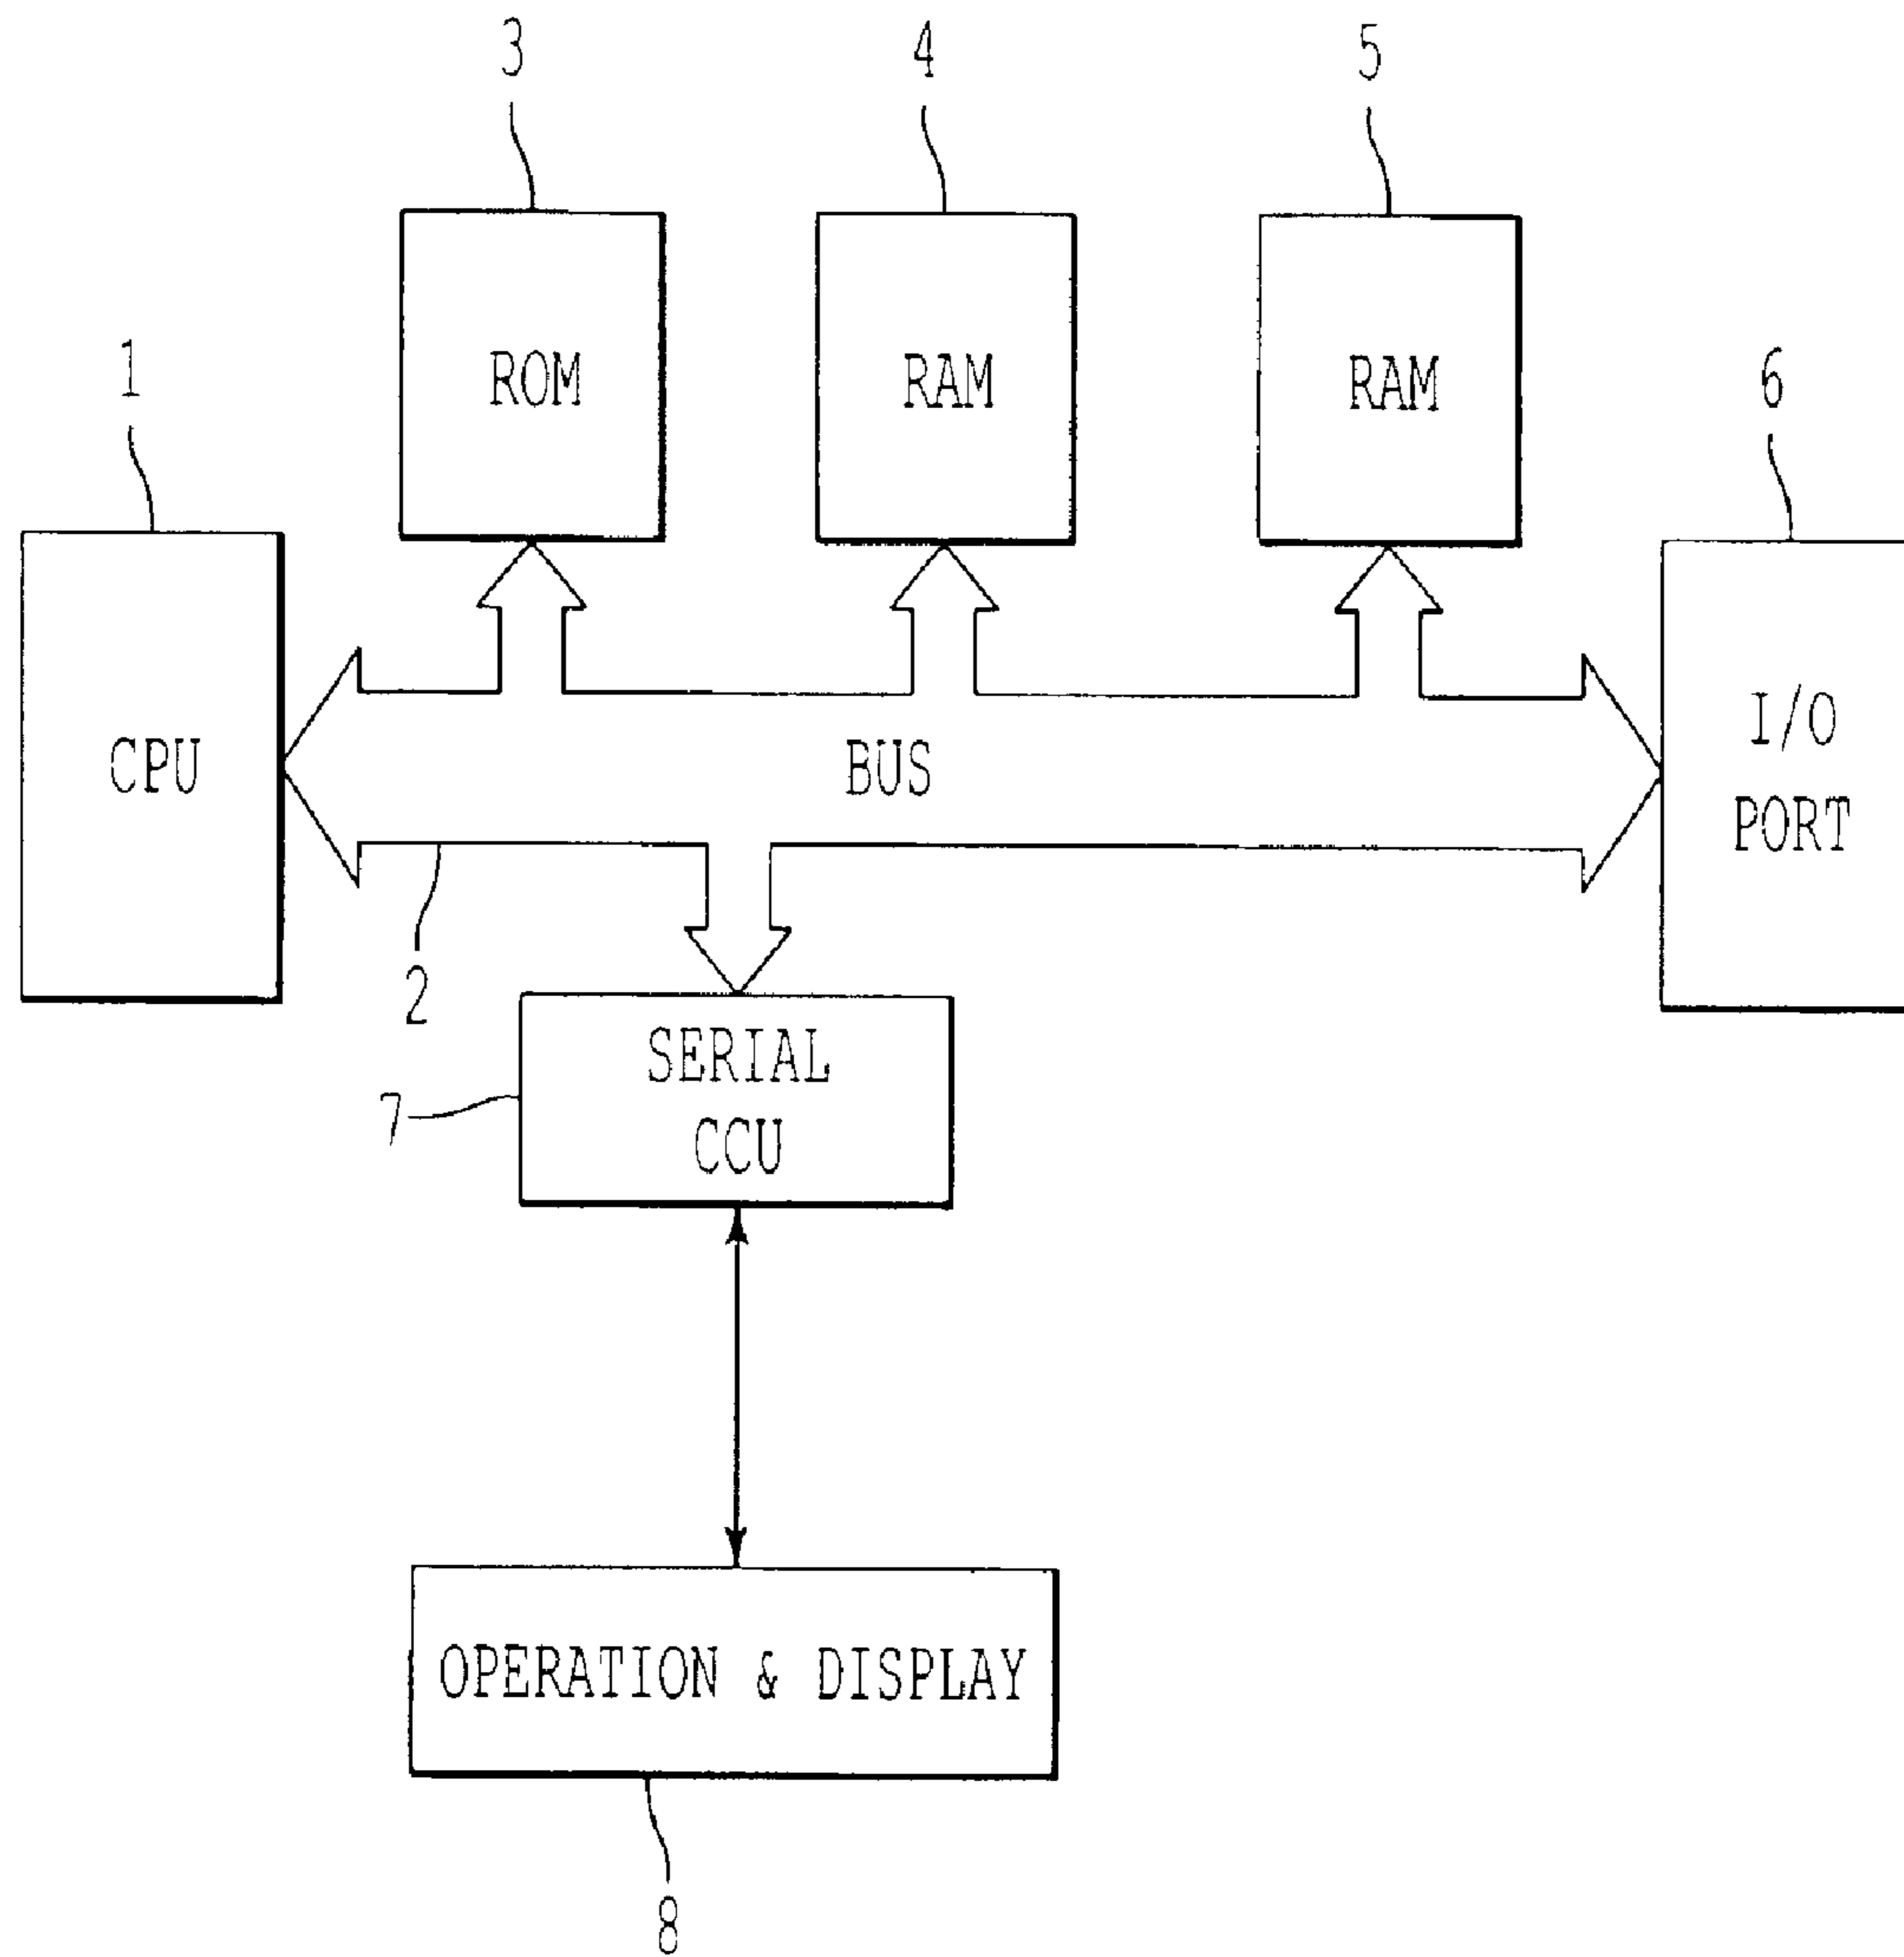 3
4
5
ROM
RAM
RAM
1
6
CPU
BUS
I/O
PORT
2
SERIAL
CCU
7
OPERATION & DISPLAY
8